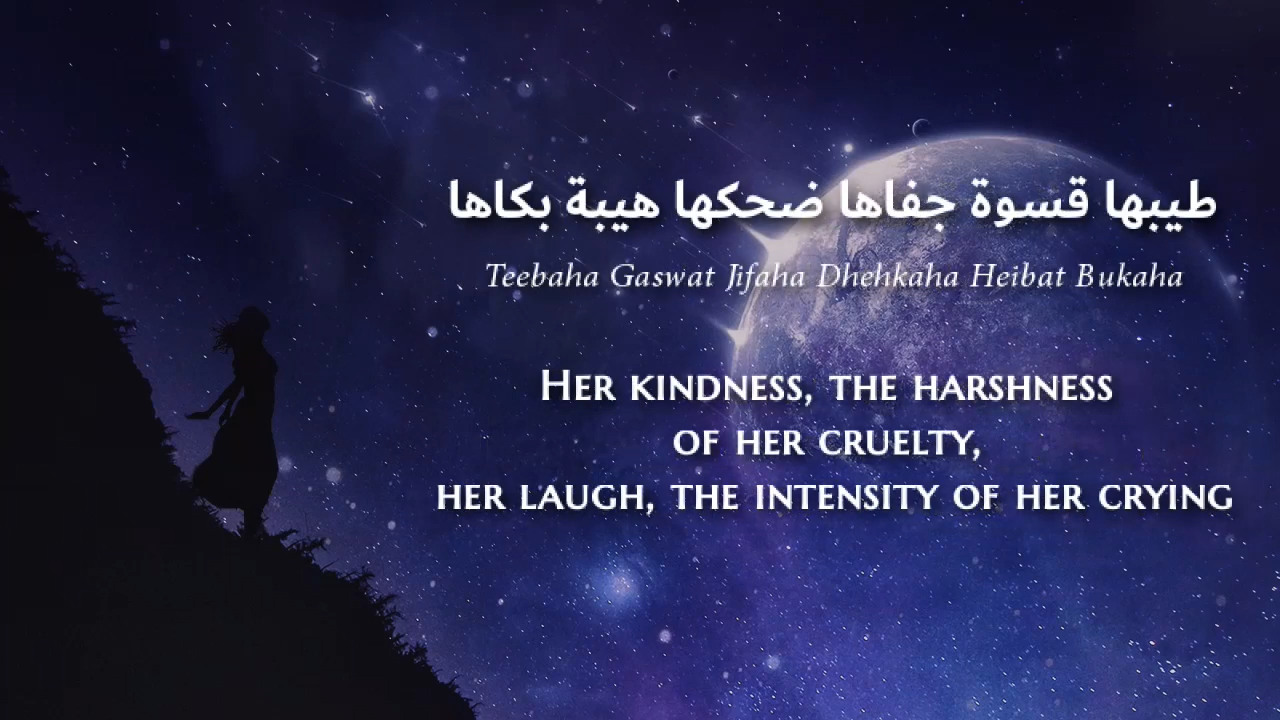 طيبها قسوة جفاها ضحكها هيبة بكاها
Teebaha Gaswat Jifaha Dhehkaha Heibat Bukaha
Her kindness, the harshness
of her cruelty,
her laugh, the intensity of her crying